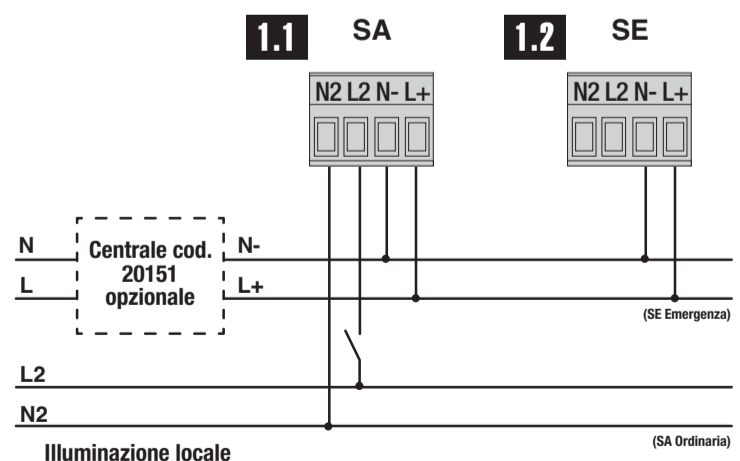 1.1 SA 1.2 SE
N2 L2 N- L+ N2 L2 N- L+
N Centrale cod. N-
20151
L opzionale L+
(SE Emergenza)
L2
N2
(SA Ordinaria)
Illuminazione locale